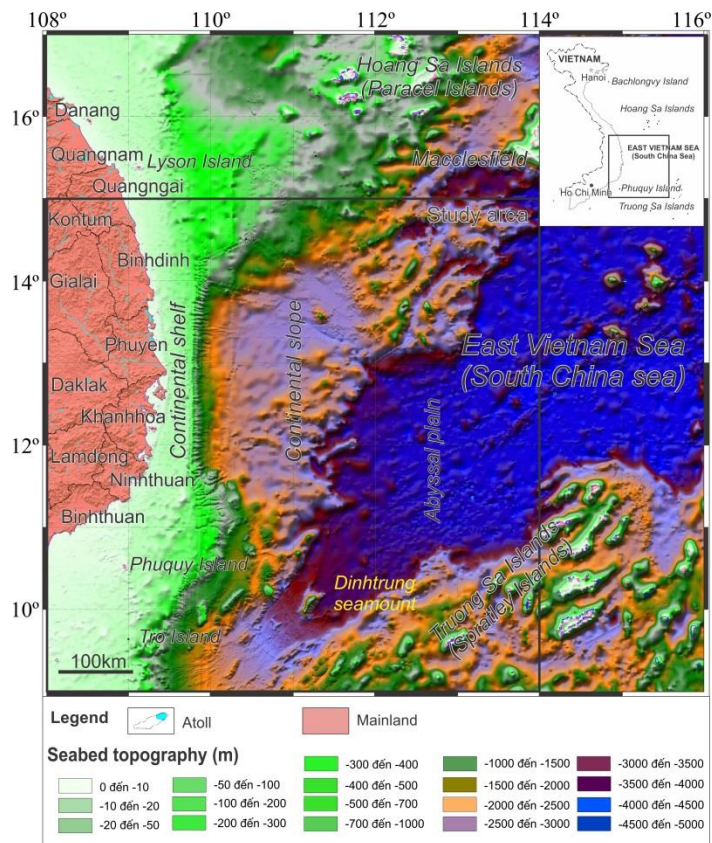 108º 110º 112º 114º 116º
16º
14º
12º
10º
Hoang Sa Islands
(Paracel Islands)
Danang
Quangnam
Lyson Island
Macclesfield
Quangngai
Kontum
Study area
Binhdinh
Gialai
Phuyen
Continental shelf
Continental slope
East Vietnam Sea
(South China sea)
Daklak
Khanhhoa
Abyssal plain
Lamdong
Ninhthuan
Binhthuan
Phuquy Island
Dinhtrung
seamount
Truong Sa Islands
(Spratley Islands)
Tro Island
100km
VIETNAM
Hanoi
Bachlongvy Island
Hoang Sa Islands
EAST VIETNAM SEA
(South China Sea)
Ho Chi Minh
Phuquy Island
Truong Sa Islands
Legend
Atoll
Mainland
Seabed topography (m)
0 đến -10
-10 đến -20
-20 đến -50
-50 đến -100
-100 đến -200
-200 đến -300
-300 đến -400
-400 đến -500
-500 đến -700
-700 đến -1000
-1000 đến -1500
-1500 đến -2000
-2000 đến -2500
-2500 đến -3000
-3000 đến -3500
-3500 đến -4000
-4000 đến -4500
-4500 đến -5000